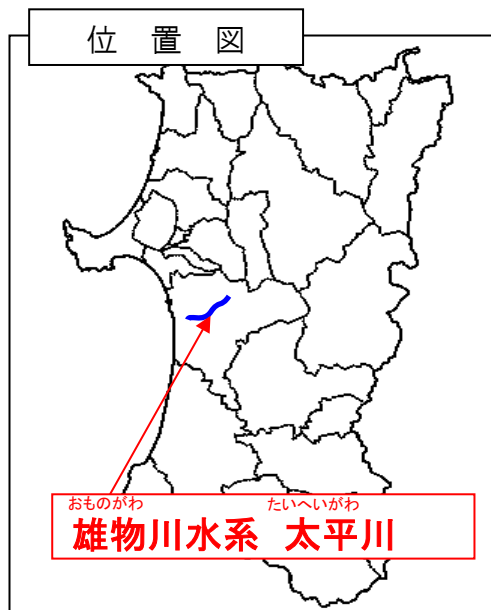 位置図
おものがわ たいへいがわ
雄物川水系 太平川